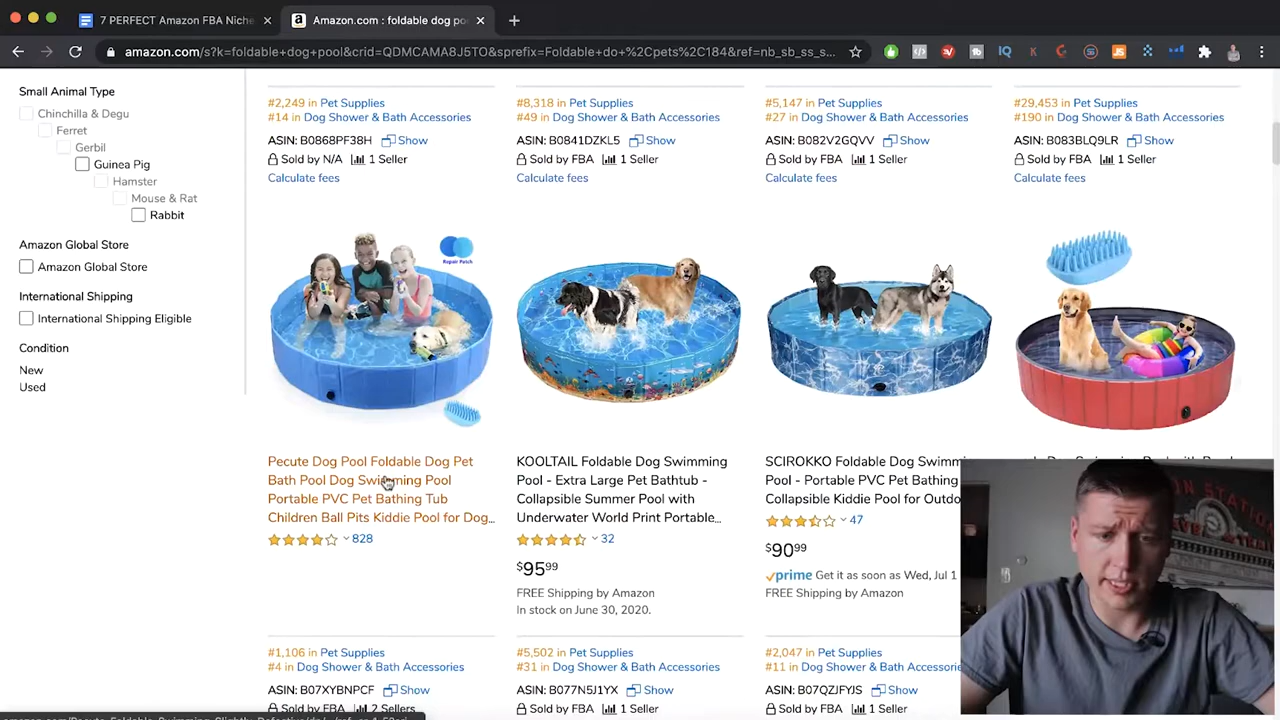 7 PERFECT Amazon FBA Niche
Amazon.com : foldable dog po
amazon.com/s?k=foldable+dog+pool&crid=QDMCAMA8J5TO&sprefix=Foldable+do+%2Cpets%2C184&ref=nb_sb_ss_s...
Small Animal Type
Chinchilla & Degu
Ferret
Gerbil
Guinea Pig
Hamster
Mouse & Rat
Rabbit
Amazon Global Store
Amazon Global Store
International Shipping
International Shipping Eligible
Condition
New
Used
#2,249 in Pet Supplies
#14 in Dog Shower & Bath Accessories
ASIN: B0868PF38H Show
Sold by N/A 1 Seller
Calculate fees
#8,318 in Pet Supplies
#49 in Dog Shower & Bath Accessories
ASIN: B0841DZKL5 Show
Sold by FBA 1 Seller
Calculate fees
#5,147 in Pet Supplies
#27 in Dog Shower & Bath Accessories
ASIN: B082V2GQVV Show
Sold by FBA 1 Seller
Calculate fees
#29,453 in Pet Supplies
#190 in Dog Shower & Bath Accessories
ASIN: B083BLQ9LR Show
Sold by FBA 1 Seller
Calculate fees
Repair Patch
Pecute Dog Pool Foldable Dog Pet
Bath Pool Dog Swimming Pool
Portable PVC Pet Bathing Tub
Children Ball Pits Kiddie Pool for Dog...
828
KOOLTAIL Foldable Dog Swimming
Pool - Extra Large Pet Bathtub -
Collapsible Summer Pool with
Underwater World Print Portable...
32
$9599
FREE Shipping by Amazon
In stock on June 30, 2020.
SCIROKKO Foldable Dog Swimm
Pool - Portable PVC Pet Bathing
Collapsible Kiddie Pool for Outdo
47
$9099
prime Get it as soon as Wed, Jul 1
FREE Shipping by Amazon
#1,106 in Pet Supplies
#4 in Dog Shower & Bath Accessories
ASIN: B07XYBNPCF Show
Sold by FBA 2 Sellers
#5,502 in Pet Supplies
#31 in Dog Shower & Bath Accessories
ASIN: B077N5J1YX Show
Sold by FBA 1 Seller
#2,047 in Pet Supplies
#11 in Dog Shower & Bath Accessories
ASIN: B07QZJFYJS Show
Sold by FBA 1 Seller